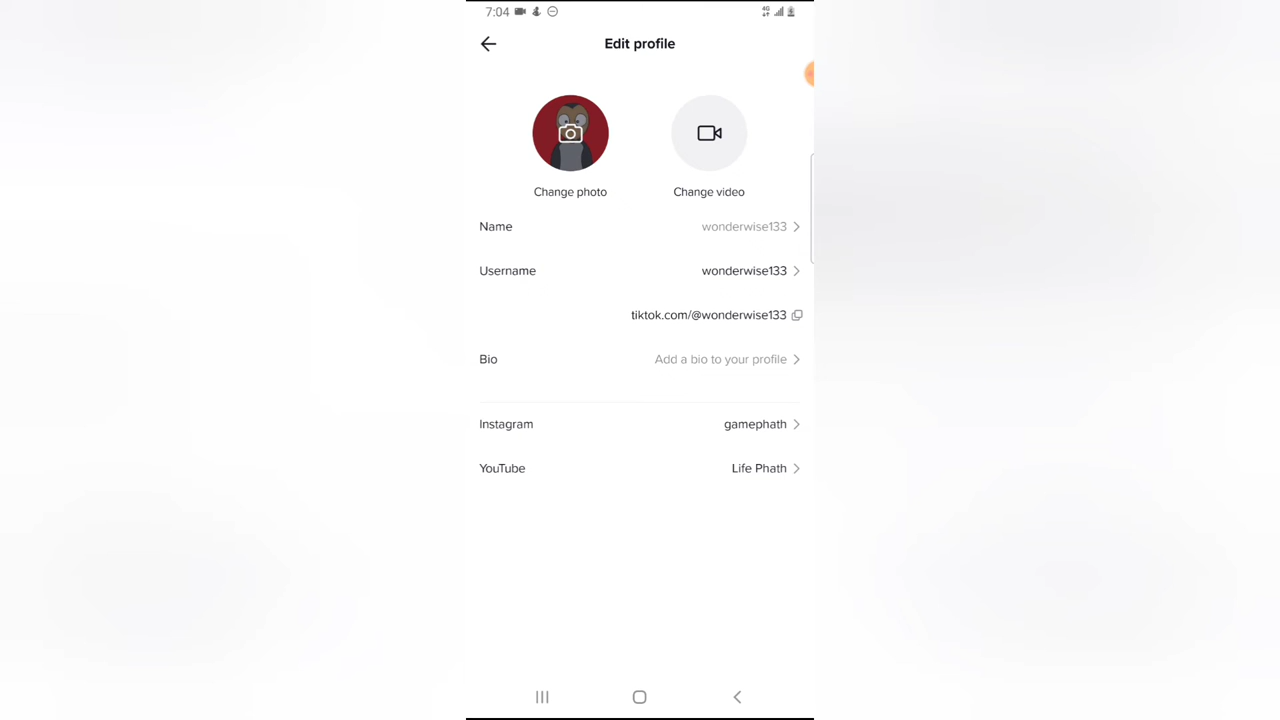 7:04
4G
Edit profile
Change photo
Change video
Name wonderwise133
Username wonderwise133
tiktok.com/@wonderwise133
Bio Add a bio to your profile
Instagram gamephath
YouTube Life Phath